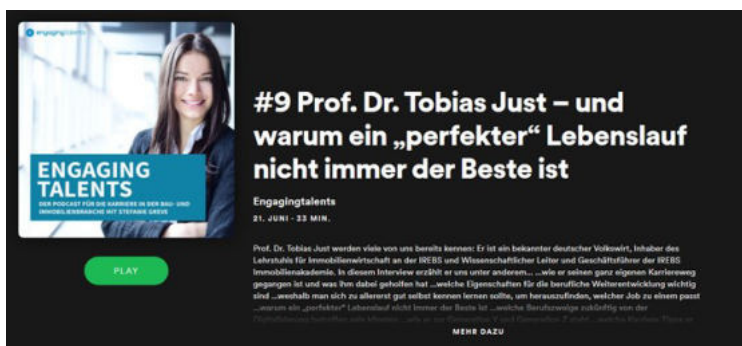 engagingtalents
ENGAGING
TALENTS
DER PODCAST FÜR DIE KARRIERE IN DER BAU- UND
IMMOBILIENBRANCHE MIT STEFANIE GREVE
PLAY
#9 Prof. Dr. Tobias Just – und
warum ein „perfekter“ Lebenslauf
nicht immer der Beste ist
Engagingtalents
21. JUNI · 33 MIN.
Prof. Dr. Tobias Just werden viele von uns bereits kennen: Er ist ein bekannter deutscher Volkswirt, Inhaber des
Lehrstuhls für Immobilienwirtschaft an der IREBS und Wissenschaftlicher Leiter und Geschäftsführer der IREBS
Immobilienakademie. In diesem Interview erzählt er uns unter anderem... ...wie er seinen ganz eigenen Karriereweg
gegangen ist und was ihm dabei geholfen hat ...welche Eigenschaften für die berufliche Weiterentwicklung wichtig
sind ...weshalb man sich zu allererst gut selbst kennen lernen sollte, um herauszufinden, welcher Job zu einem passt
...warum ein „perfekter“ Lebenslauf nicht immer der Beste ist ...welche Berufszweige zukünftig von der
MEHR DAZU